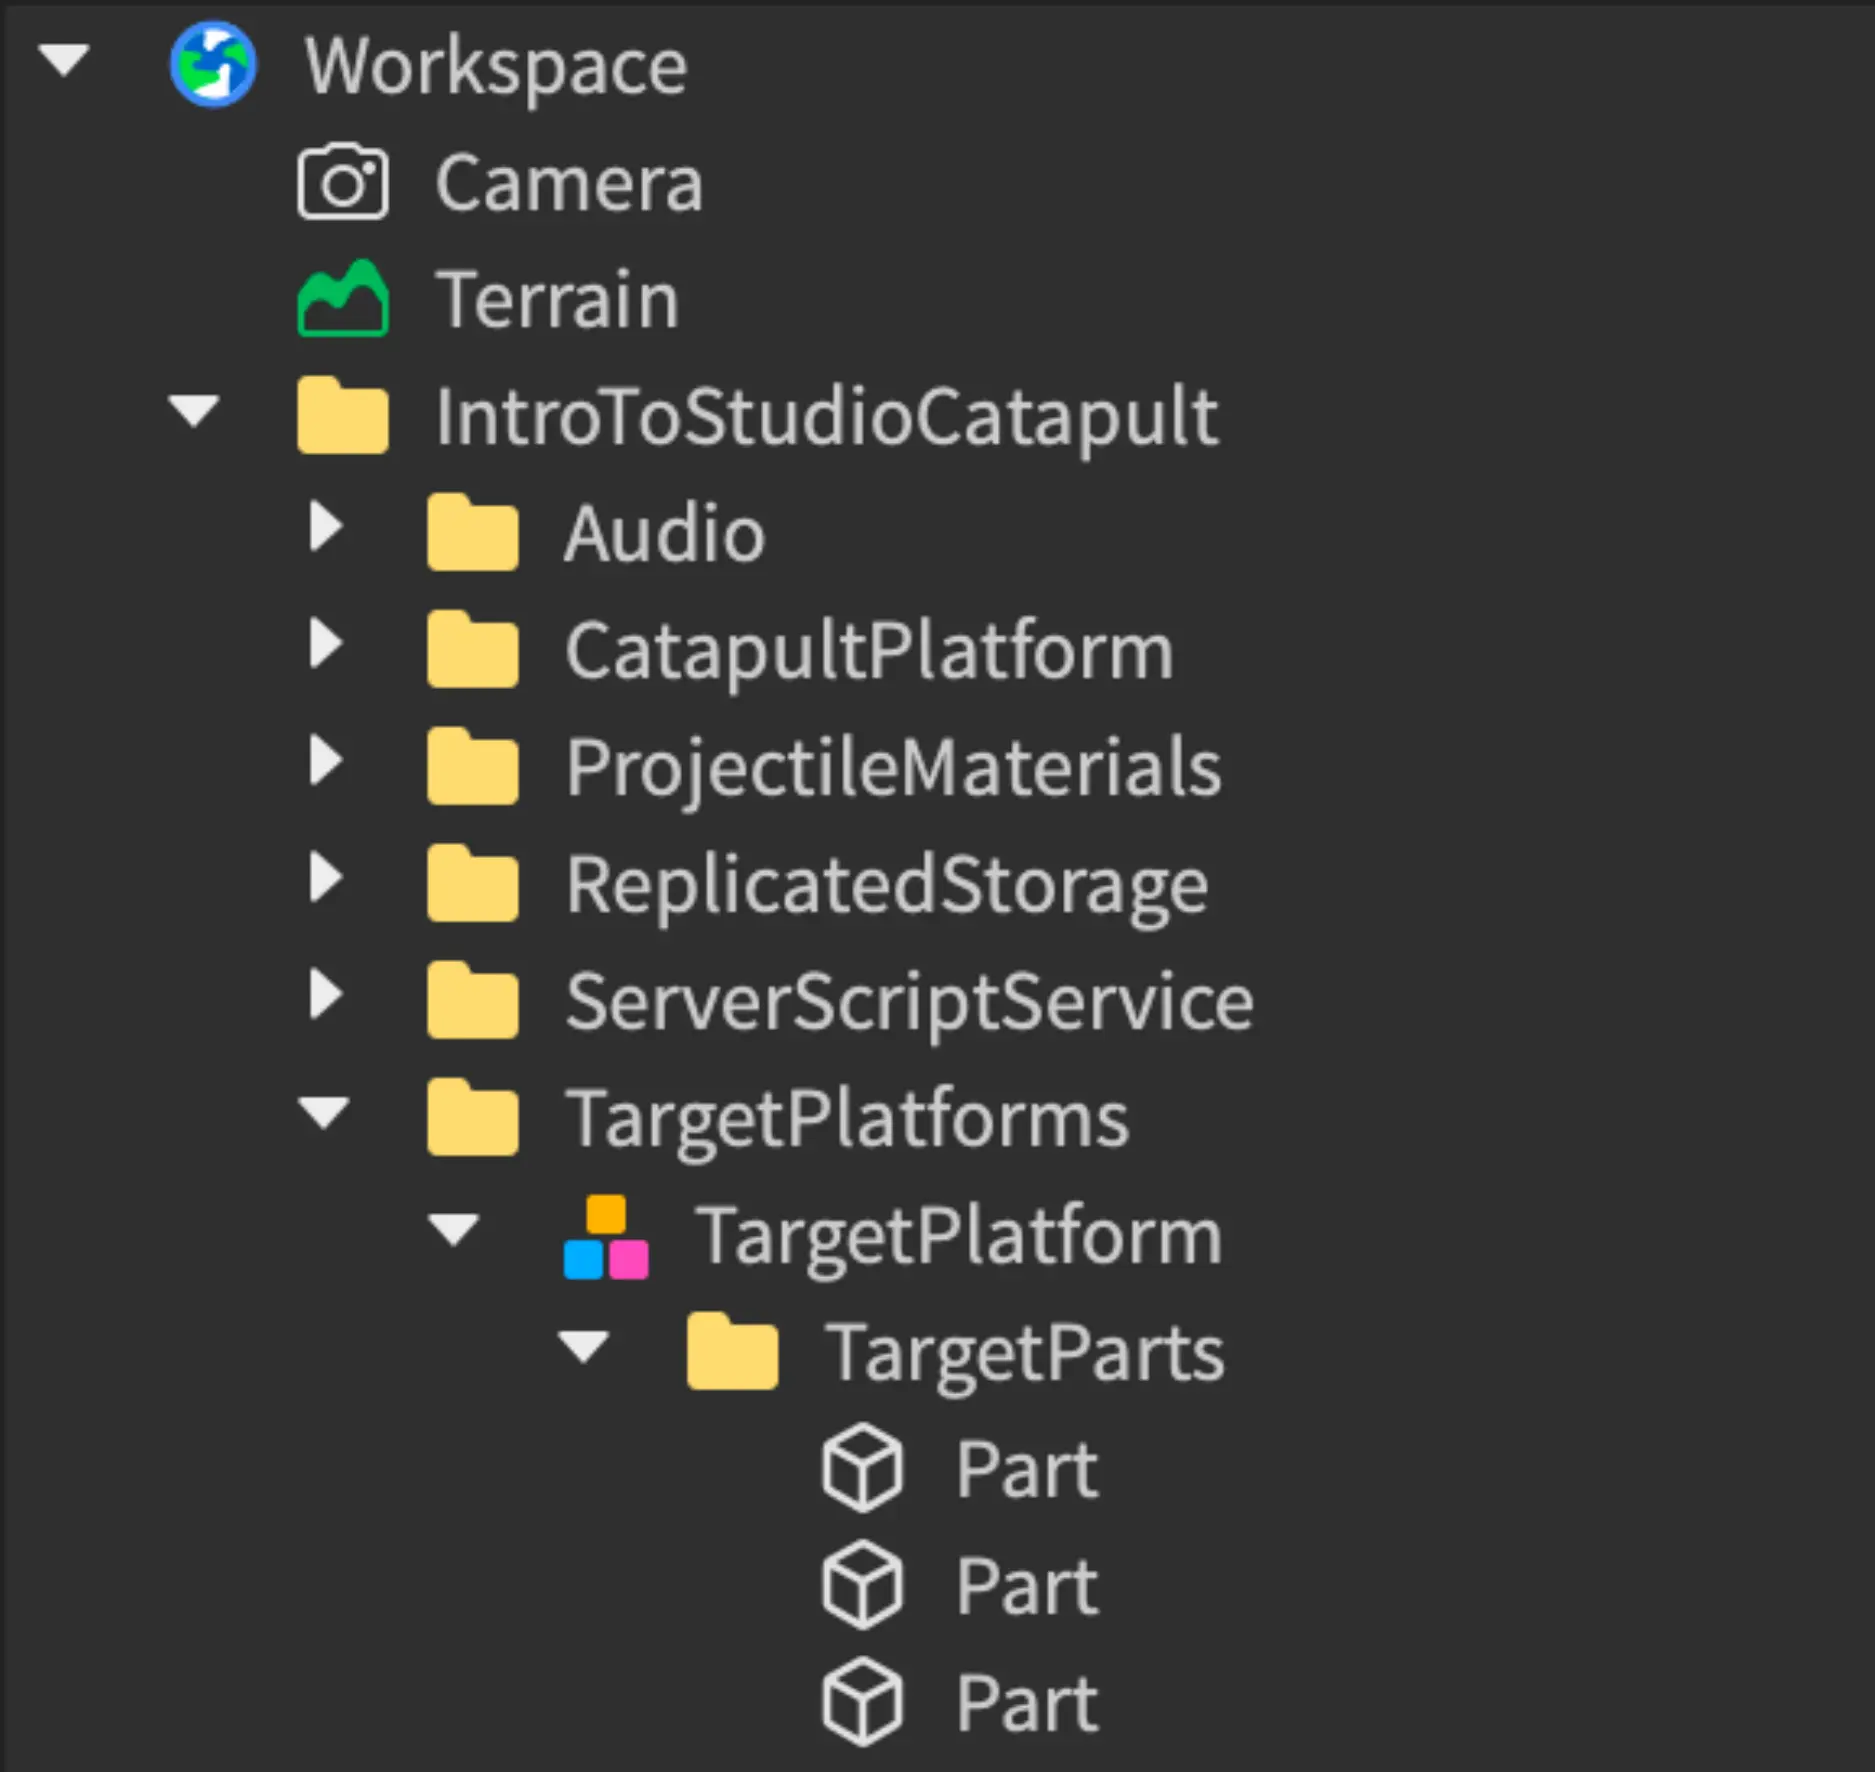 Workspace
Camera
Terrain
IntroToStudioCatapult
Audio
CatapultPlatform
ProjectileMaterials
ReplicatedStorage
ServerScriptService
TargetPlatforms
TargetPlatform
TargetParts
Part
Part
Part